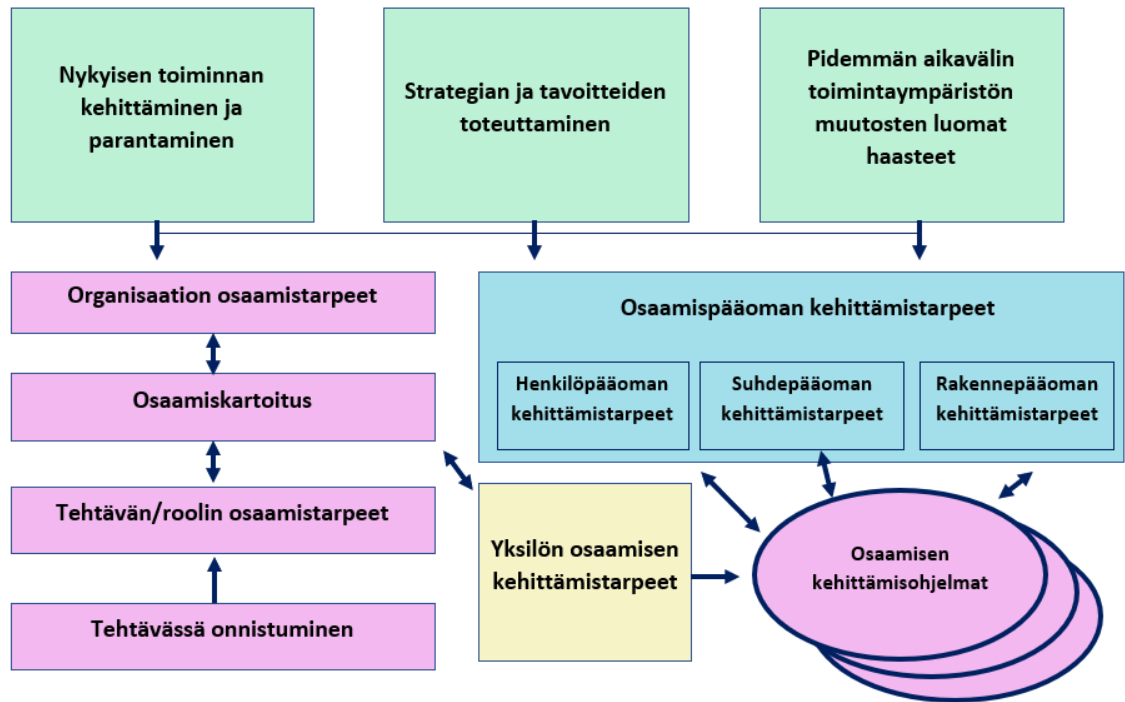 Nykyisen toiminnan
kehittäminen ja
parantaminen
Strategian ja tavoitteiden
toteuttaminen
Pidemmän aikavälin
toimintaympäristön
muutosten luomat
haasteet
Organisaation osaamistarpeet
Osaamiskartoitus
Tehtävän/roolin osaamistarpeet
Tehtävässä onnistuminen
Osaamispääoman kehittämistarpeet
Henkilöpääoman
kehittämistarpeet
Suhdepääoman
kehittämistarpeet
Rakennepääoman
kehittämistarpeet
Yksilön osaamisen
kehittämistarpeet
Osaamisen
kehittämisohjelmat